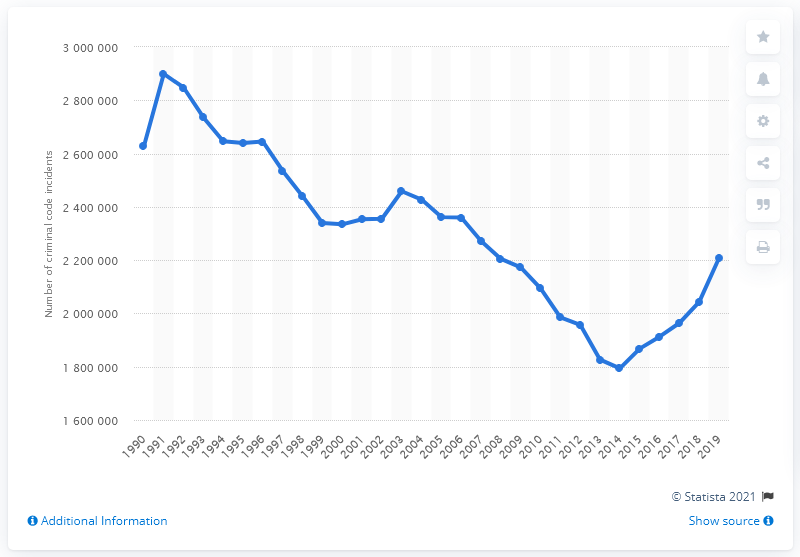 3 000 000
2 800 000
2 600 000
2 400 000
2 200 000
2 000 000
1 800 000
1 600 000
Number of criminal code incidents
1990
1991
1992
1993
1994
1995
1996
1997
1998
1999
2000
2001
2002
2003
2004
2005
2006
2007
2008
2009
2010
2011
2012
2013
2014
2015
2016
2017
2018
2019
© Statista 2021
Additional Information
Show source